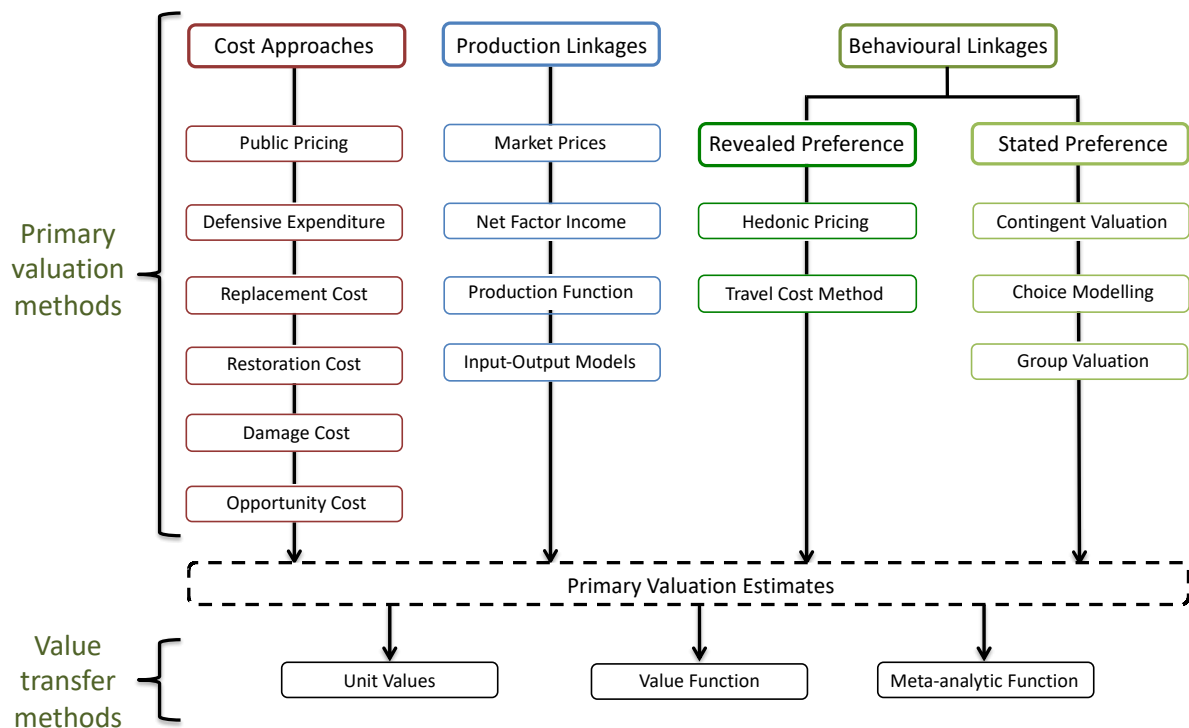 Cost Approaches
Production Linkages
Behavioural Linkages
Public Pricing
Market Prices
Revealed Preference
Stated Preference
Defensive Expenditure
Net Factor Income
Hedonic Pricing
Contingent Valuation
Primary
valuation
methods
Replacement Cost
Production Function
Travel Cost Method
Choice Modelling
Restoration Cost
Input-Output Models
Group Valuation
Damage Cost
Opportunity Cost
Primary Valuation Estimates
Value
transfer
methods
Unit Values
Value Function
Meta-analytic Function